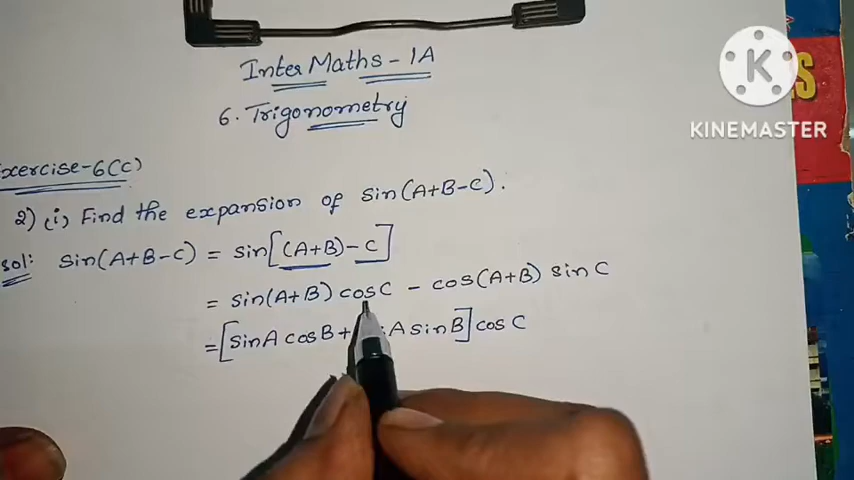 Inter Maths - 1A
6. Trigonometry
xercise-6(c)
2) (i) Find the expansion of sin(A+B-C).
Sol: sin(A+B-C) = sin[(A+B)-C]
= sin(A+B) cosC - cos(A+B) sinC
= [sinA cosB + A sinB] cosC
K
KINEMASTER